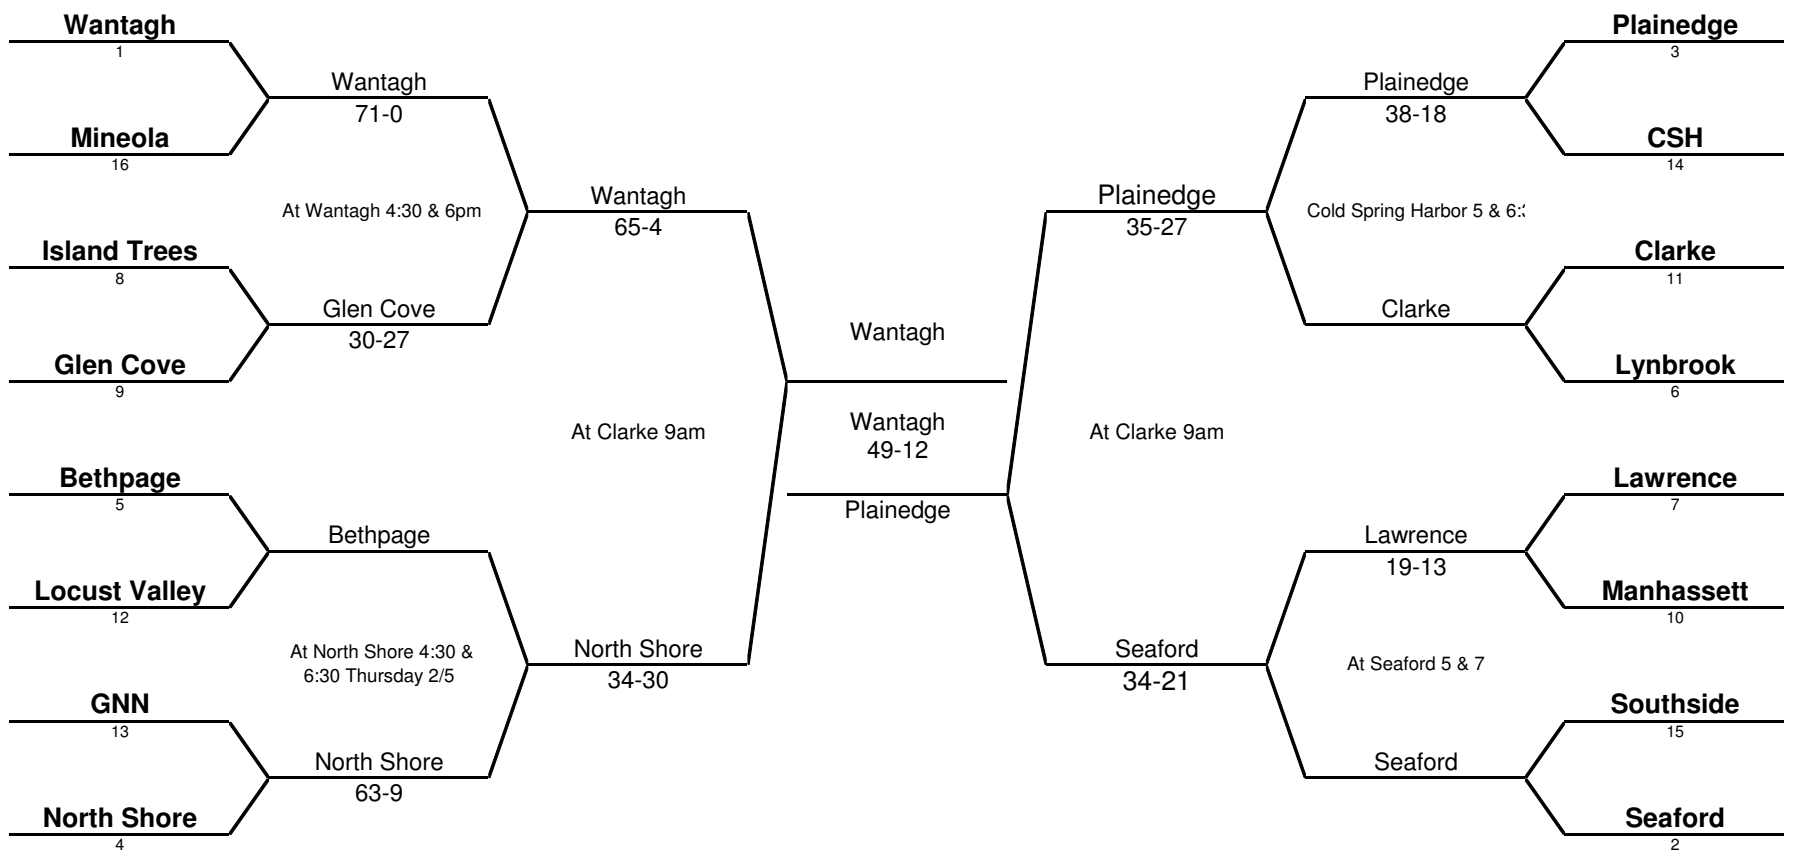 Wantagh
1
Mineola
16
Island Trees
8
Glen Cove
9
Bethpage
5
Locust Valley
12
GNN
13
North Shore
4
Wantagh
71-0
At Wantagh 4:30 & 6pm
Glen Cove
30-27
Bethpage
At North Shore 4:30 &
6:30 Thursday 2/5
North Shore
63-9
Wantagh
65-4
At Clarke 9am
North Shore
34-30
Wantagh
Wantagh
49-12
Plainedge
Plainedge
35-27
At Clarke 9am
Seaford
34-21
Plainedge
38-18
Cold Spring Harbor 5 & 6:
Clarke
Lawrence
19-13
At Seaford 5 & 7
Seaford
Plainedge
3
CSH
14
Clarke
11
Lynbrook
6
Lawrence
7
Manhassett
10
Southside
15
Seaford
2